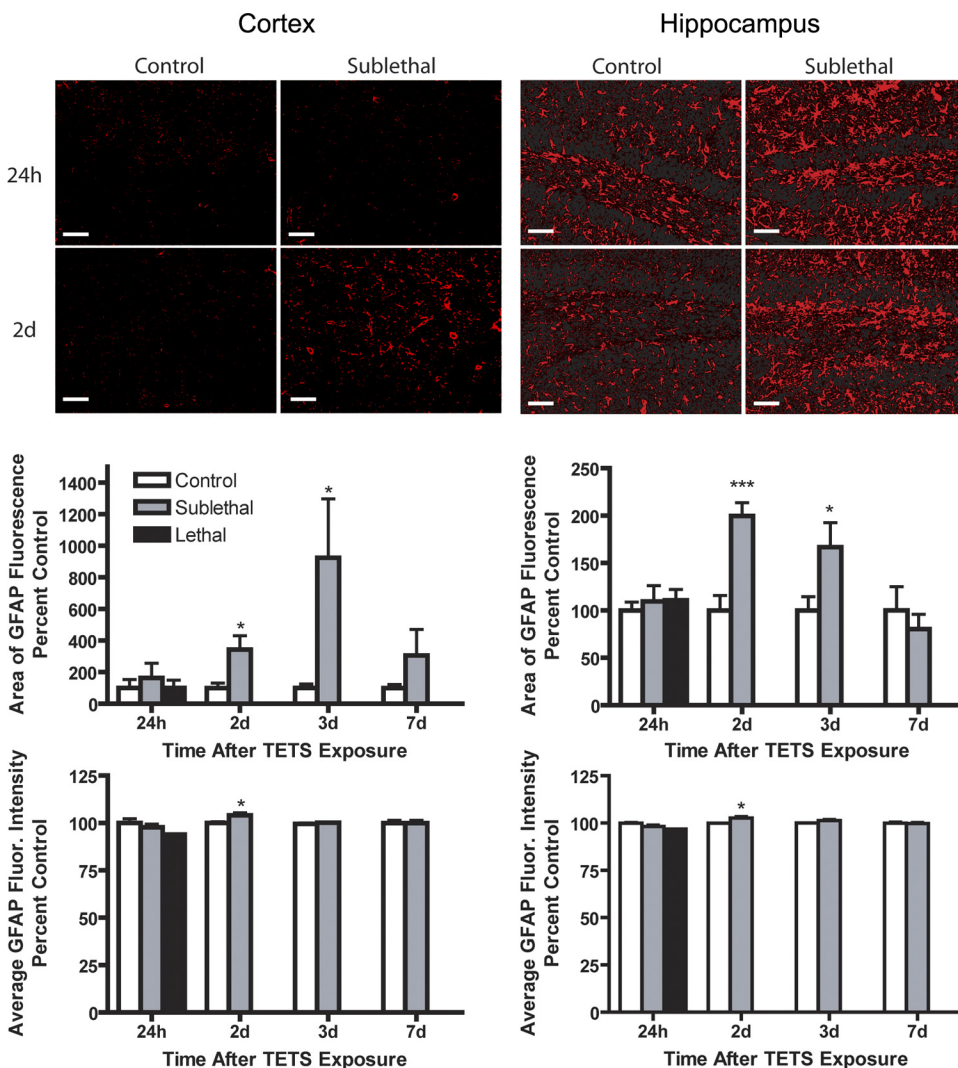 Cortex
Hippocampus
Control
Sublethal
Control
Sublethal
24h
2d
Area of GFAP Fluorescence
Percent Control
1400
1200
1000
800
600
400
200
0
Control
Sublethal
Lethal
*
*
24h
2d
3d
7d
Time After TETS Exposure
Area of GFAP Fluorescence
Percent Control
250
200
150
100
50
0
***
*
24h
2d
3d
7d
Time After TETS Exposure
Average GFAP Fluor. Intensity
Percent Control
125
100
75
50
25
0
*
24h
2d
3d
7d
Time After TETS Exposure
Average GFAP Fluor. Intensity
Percent Control
125
100
75
50
25
0
*
24h
2d
3d
7d
Time After TETS Exposure